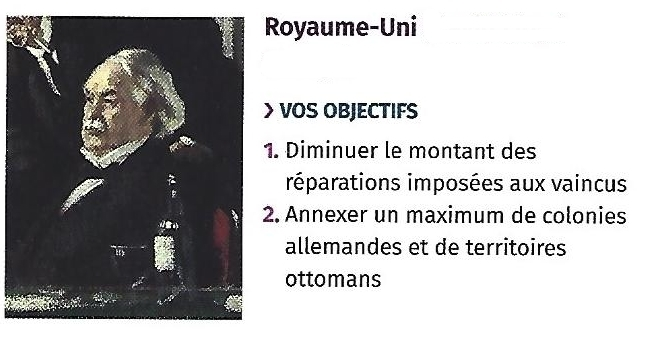 Royaume-Uni
❯ VOS OBJECTIFS
1. Diminuer le montant des
réparations imposées aux vaincus
2. Annexer un maximum de colonies
allemandes et de territoires
ottomans